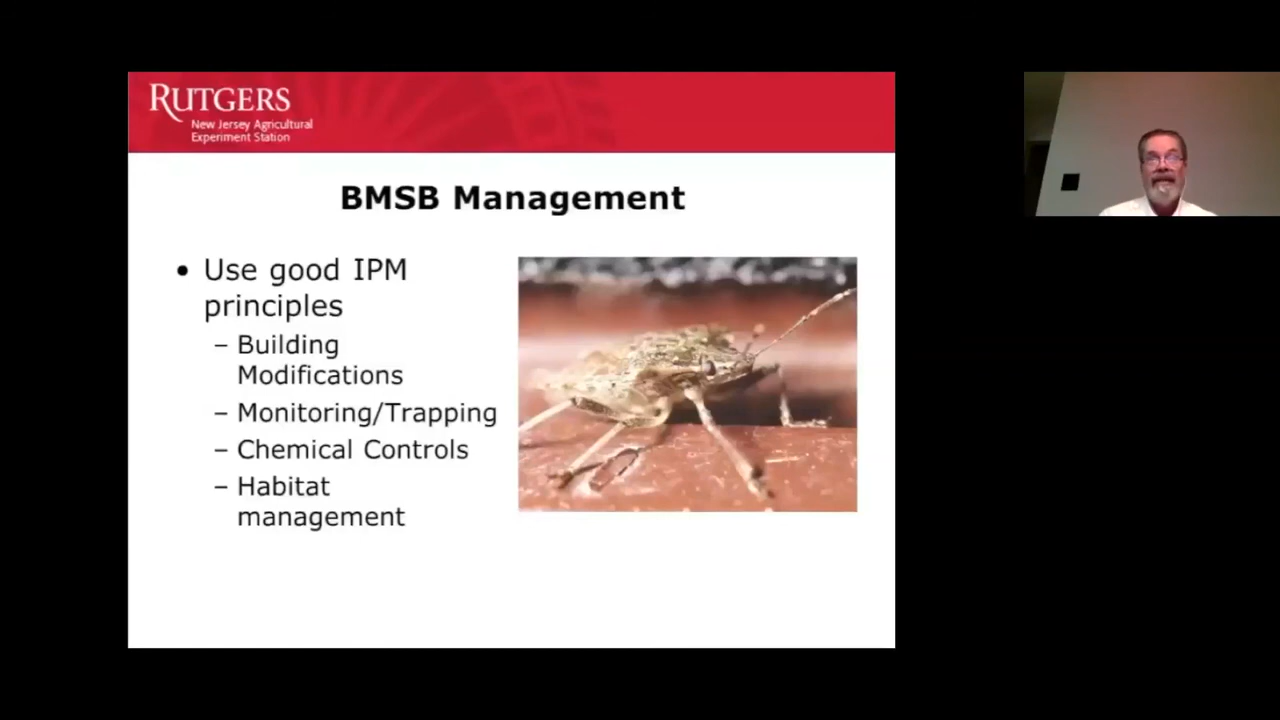 RUTGERS
New Jersey Agricultural
Experiment Station
BMSB Management
• Use good IPM
principles
– Building
Modifications
– Monitoring/Trapping
– Chemical Controls
– Habitat
management